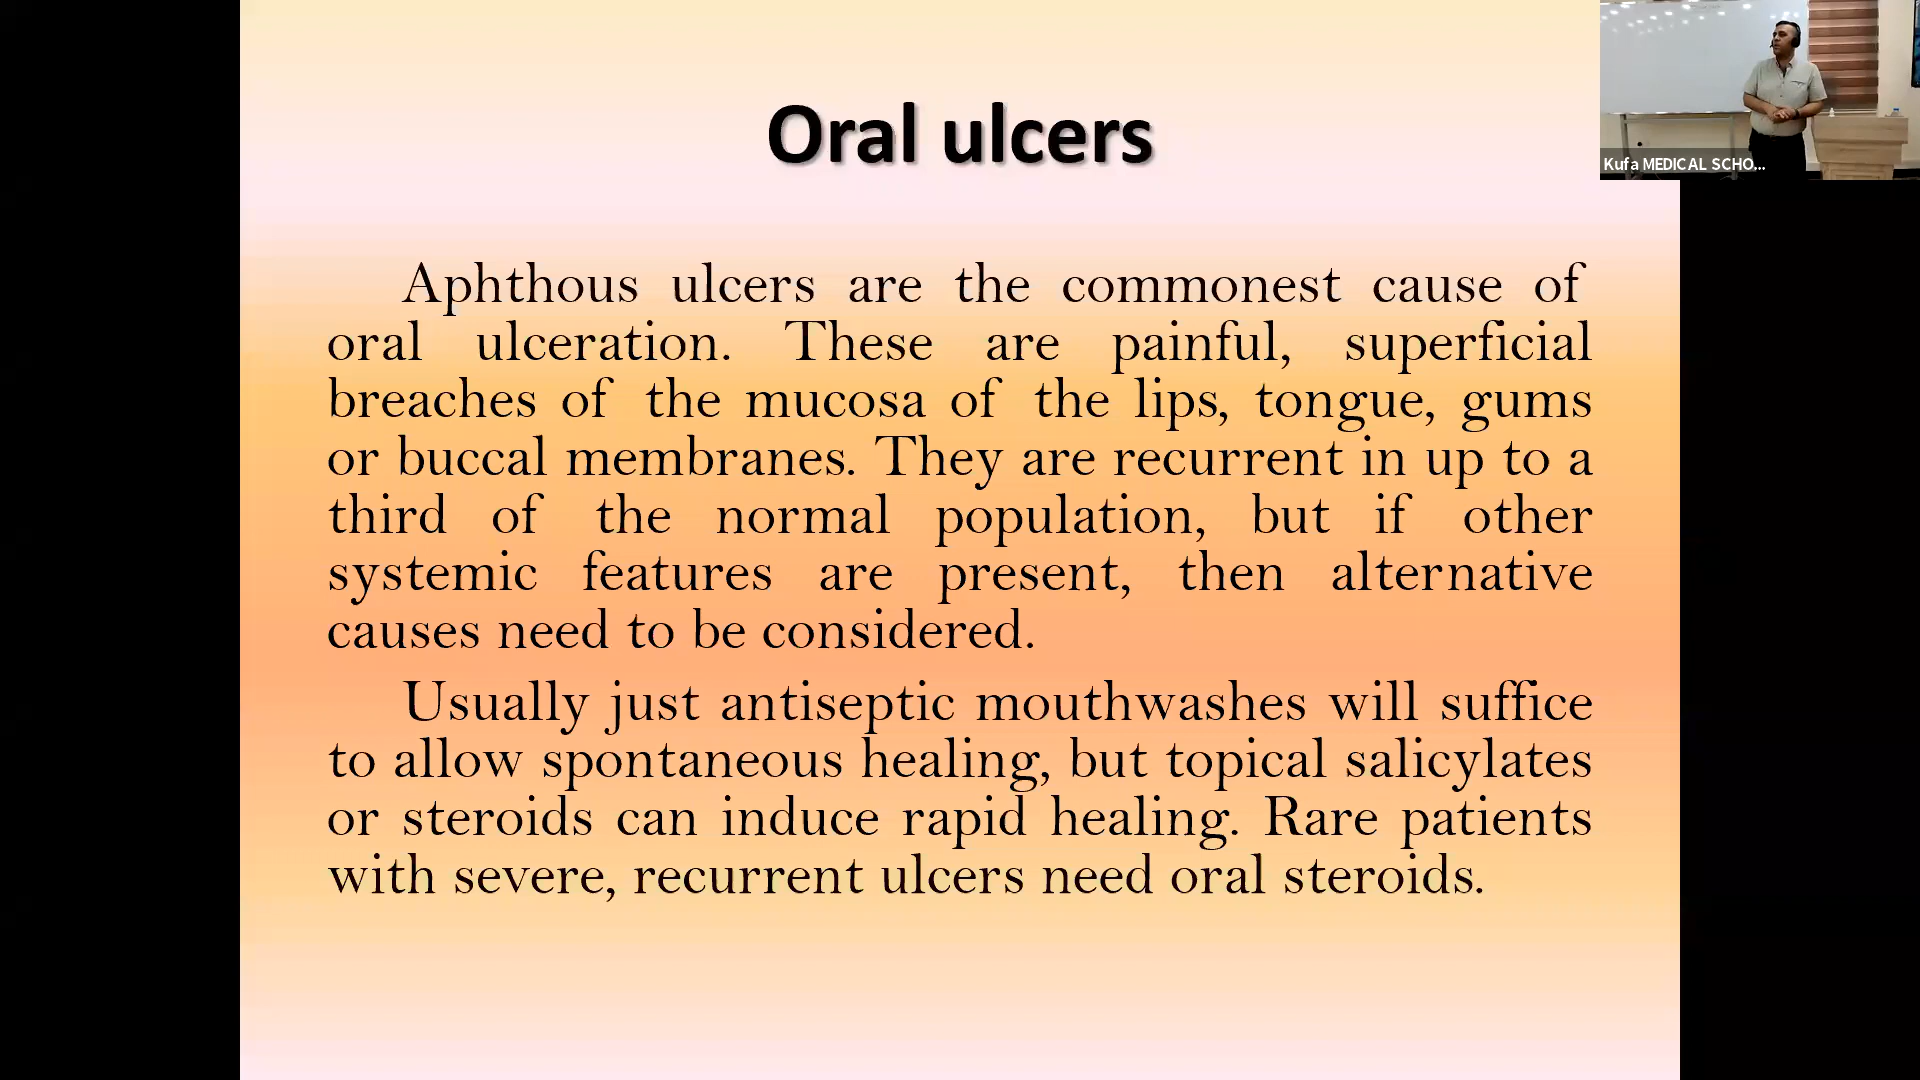 Oral ulcers
Kufa MEDICAL SCHO...
Aphthous ulcers are the commonest cause of
oral ulceration. These are painful, superficial
breaches of the mucosa of the lips, tongue, gums
or buccal membranes. They are recurrent in up to a
third of the normal population, but if other
systemic features are present, then alternative
causes need to be considered.
Usually just antiseptic mouthwashes will suffice
to allow spontaneous healing, but topical salicylates
or steroids can induce rapid healing. Rare patients
with severe, recurrent ulcers need oral steroids.